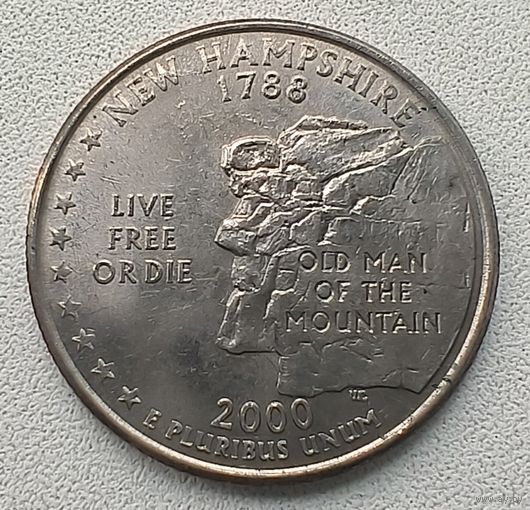 NEW HAMPSHIRE
1788
LIVE
FREE
OR DIE
OLD MAN
OF THE
MOUNTAIN
2000
E PLURIBUS UNUM